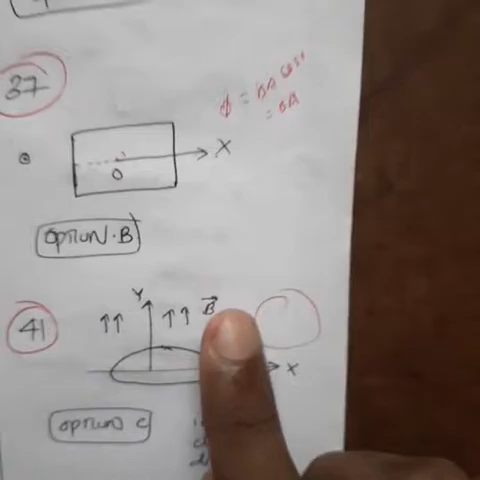 37
ϕ = BA cos
= BA
X
O
OPTION.B
41
Y
B
X
OPTION C